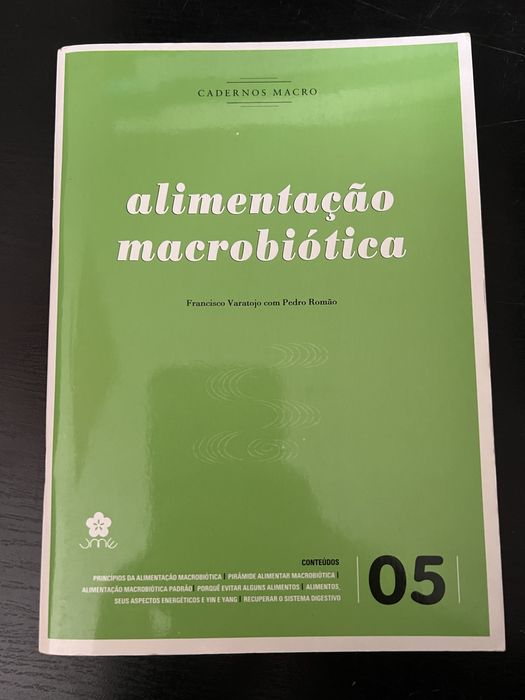 CADERNOS MACRO
alimentação
macrobiótica
Francisco Varatojo com Pedro Romão
CONTEÚDOS
PRINCÍPIOS DA ALIMENTAÇÃO MACROBIÓTICA | PIRÂMIDE ALIMENTAR MACROBIÓTICA |
ALIMENTAÇÃO MACROBIÓTICA PADRÃO | PORQUÊ EVITAR ALGUNS ALIMENTOS | ALIMENTOS,
SEUS ASPECTOS ENERGÉTICOS E YIN E YANG | RECUPERAR O SISTEMA DIGESTIVO
05